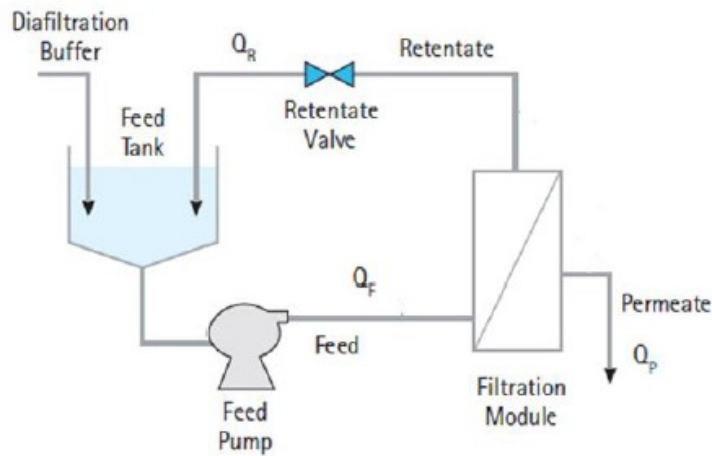 Diafiltration
Buffer
Q_R
Retentate
Feed
Tank
Retentate
Valve
Q_F
Feed
Permeate
Q_P
Feed
Pump
Filtration
Module